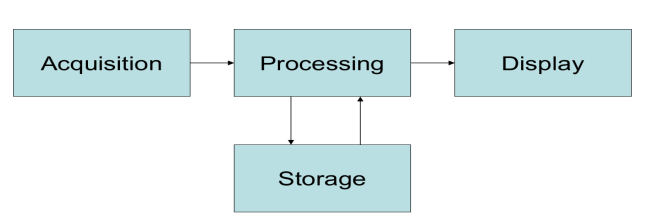 Acquisition
Processing
Display
Storage